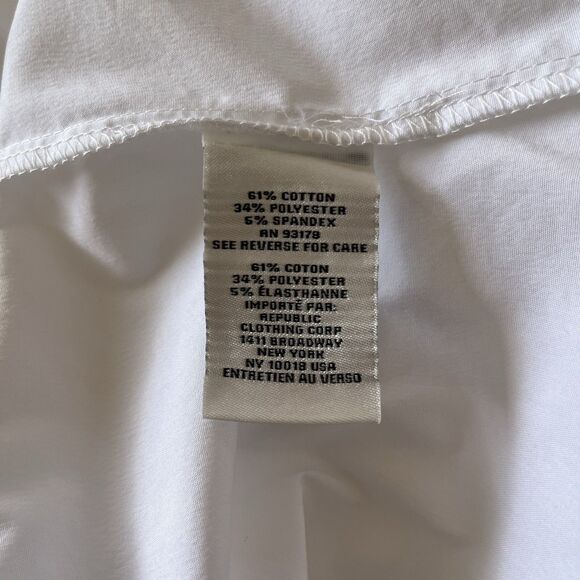 61% COTTON
34% POLYESTER
5% SPANDEX
RN 93179
SEE REVERSE FOR CARE
61% COTON
34% POLYESTER
5% ÉLASTHANNE
IMPORTÉ PAR:
REPUBLIC
CLOTHING CORP
1411 BROADWAY
NEW YORK
NY 10018 USA
ENTRETIEN AU VERSO